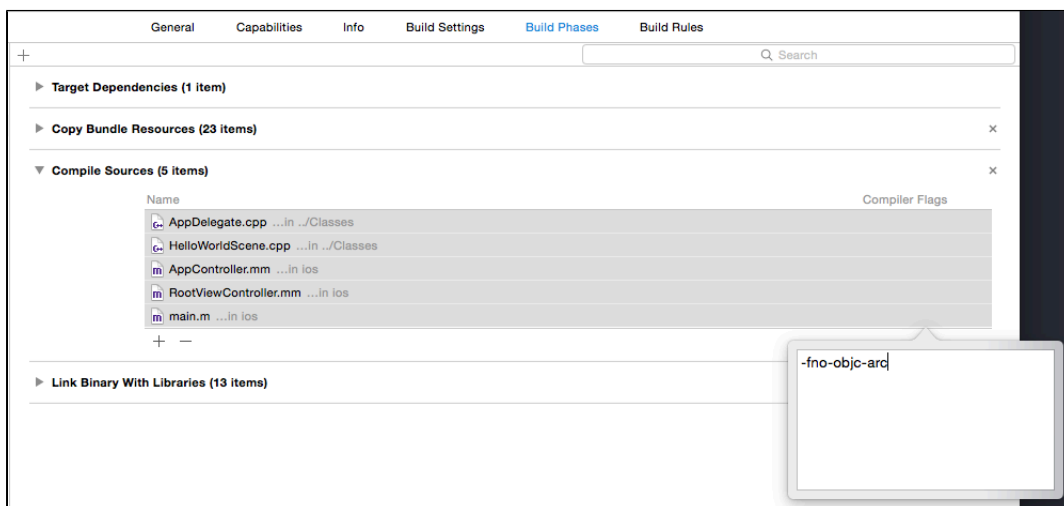 General Capabilities Info Build Settings Build Phases Build Rules
+ Search
Target Dependencies (1 item)
Copy Bundle Resources (23 items) ×
Compile Sources (5 items) ×
Name Compiler Flags
AppDelegate.cpp ...in ../Classes
HelloWorldScene.cpp ...in ../Classes
m AppController.mm ...in ios
m RootViewController.mm ...in ios
m main.m ...in ios
+ −
-fno-objc-arc
Link Binary With Libraries (13 items)